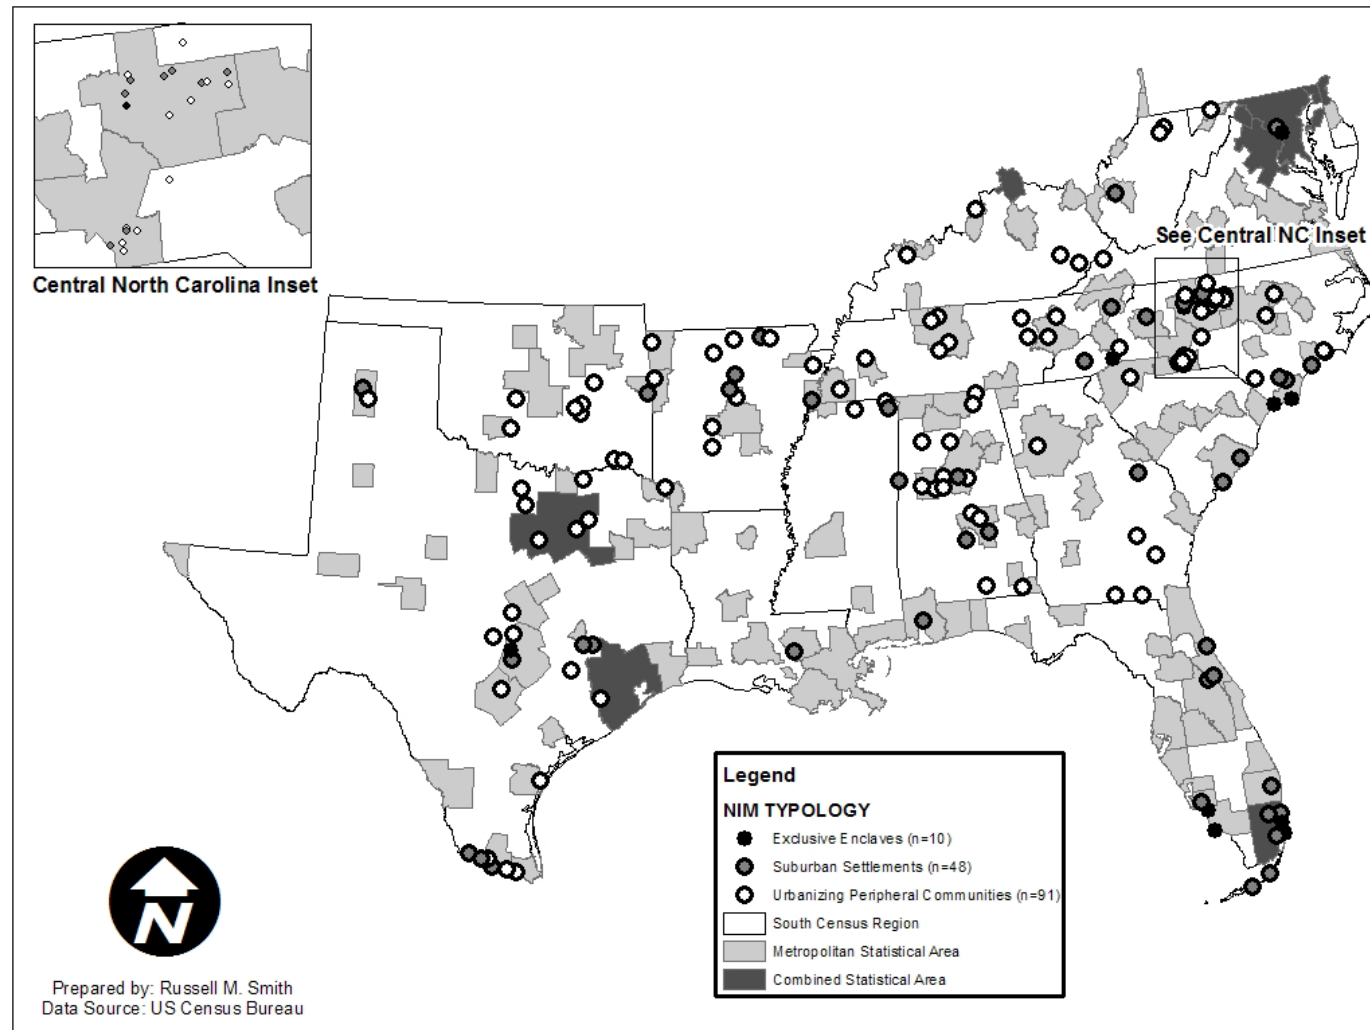 Central North Carolina Inset
See Central NC Inset
Legend
NIM TYPOLOGY
Exclusive Enclaves (n=10)
Suburban Settlements (n=48)
Urbanizing Peripheral Communities (n=91)
South Census Region
Metropolitan Statistical Area
Combined Statistical Area
N
Prepared by: Russell M. Smith
Data Source: US Census Bureau